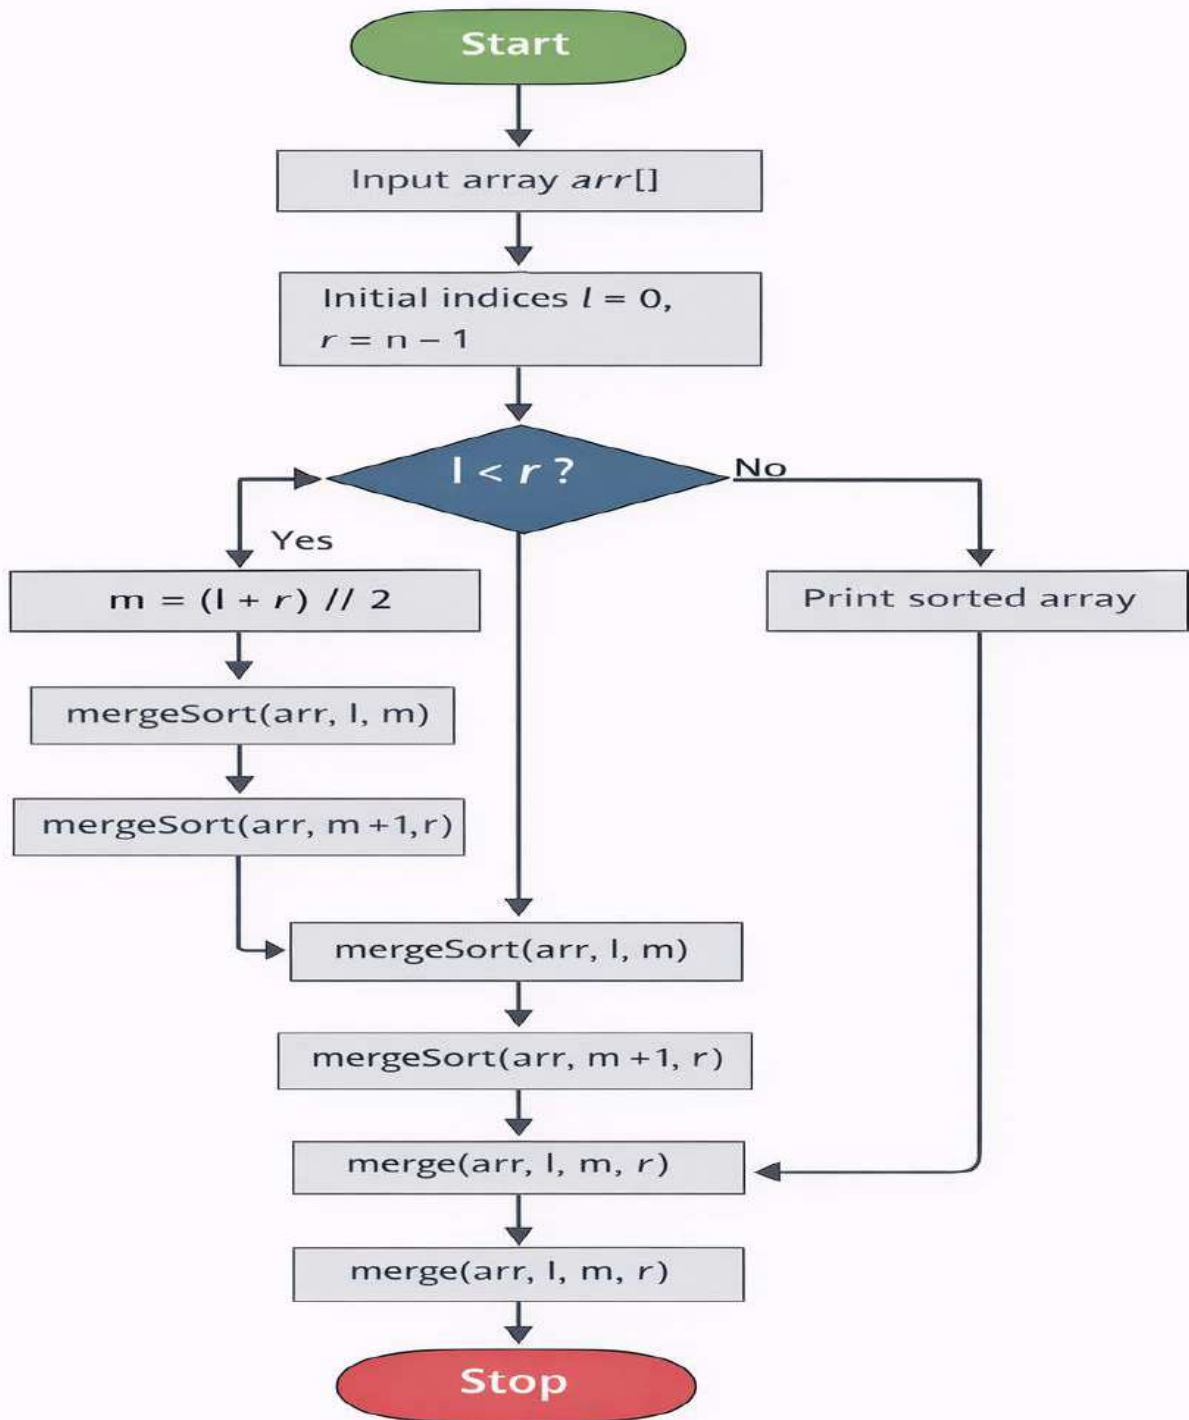 Start
Input array arr[]
Initial indices l = 0,
r = n – 1
l < r ?
No
Yes
m = (l + r) // 2
Print sorted array
mergeSort(arr, l, m)
mergeSort(arr, m +1,r)
mergeSort(arr, l, m)
mergeSort(arr, m +1, r)
merge(arr, l, m, r)
merge(arr, l, m, r)
Stop